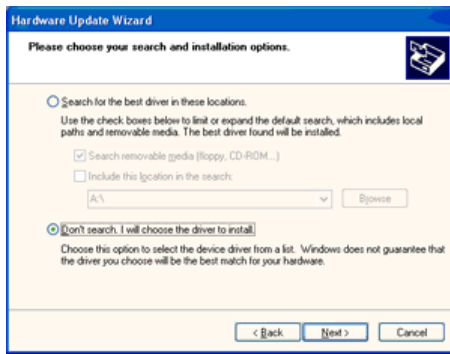 Hardware Update Wizard
Please choose your search and installation options.
Search for the best driver in these locations.
Use the check boxes below to limit or expand the default search, which includes local
paths and removable media. The best driver found will be installed.
Search removable media (floppy, CD-ROM...)
Include this location in the search:
A:\
Browse
Don't search. I will choose the driver to install.
Choose this option to select the device driver from a list. Windows does not guarantee that
the driver you choose will be the best match for your hardware.
< Back
Next >
Cancel